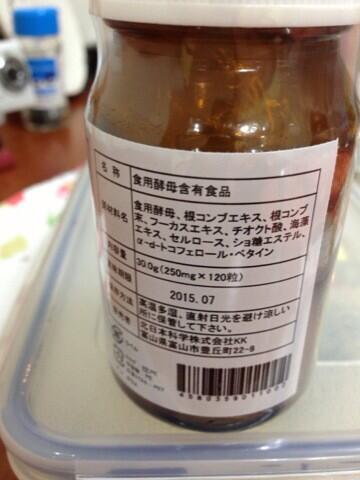 名 称 食用酵母含有食品
原材料名 食用酵母、根コンブエキス、根コンブ
末、フーカスエキス、チオクト酸、海藻
エキス、セルロース、ショ糖エステル、
α-d-トコフェロール・ベタイン
内容量 30.0g(250mg×120粒)
賞味期限 2015.07
保存方法 高温多湿、直射日光を避け涼しい
所に保管して下さい。
北日本科学株式会社KK
富山県富山市豊丘町22-8
ラベル